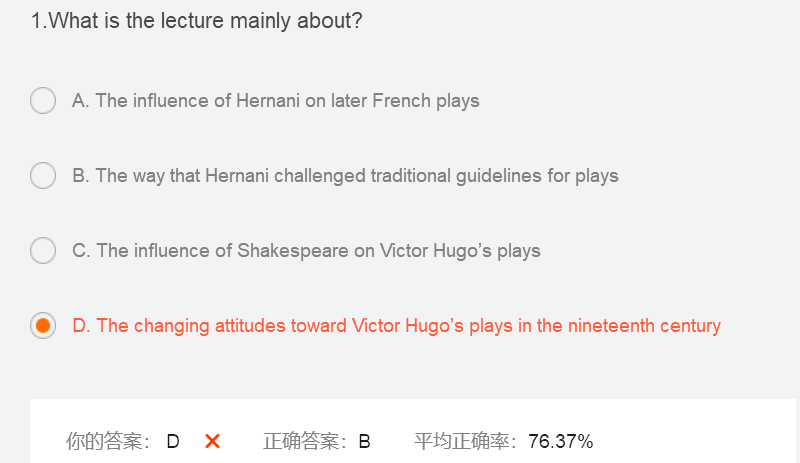 1.What is the lecture mainly about?
A. The influence of Hernani on later French plays
B. The way that Hernani challenged traditional guidelines for plays
C. The influence of Shakespeare on Victor Hugo’s plays
D. The changing attitudes toward Victor Hugo’s plays in the nineteenth century
你的答案： D 正确答案：B 平均正确率：76.37%